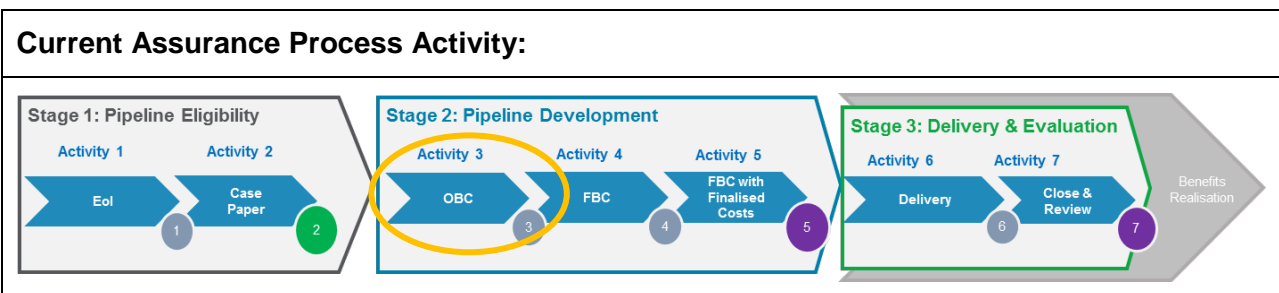 Current Assurance Process Activity:
Stage 1: Pipeline Eligibility
Activity 1
Activity 2
EoI
Case
Paper
1
2
Stage 2: Pipeline Development
Activity 3
Activity 4
Activity 5
OBC
FBC
FBC with
Finalised
Costs
3
4
5
Stage 3: Delivery & Evaluation
Activity 6
Activity 7
Delivery
Close &
Review
6
7
Benefits
Realisation